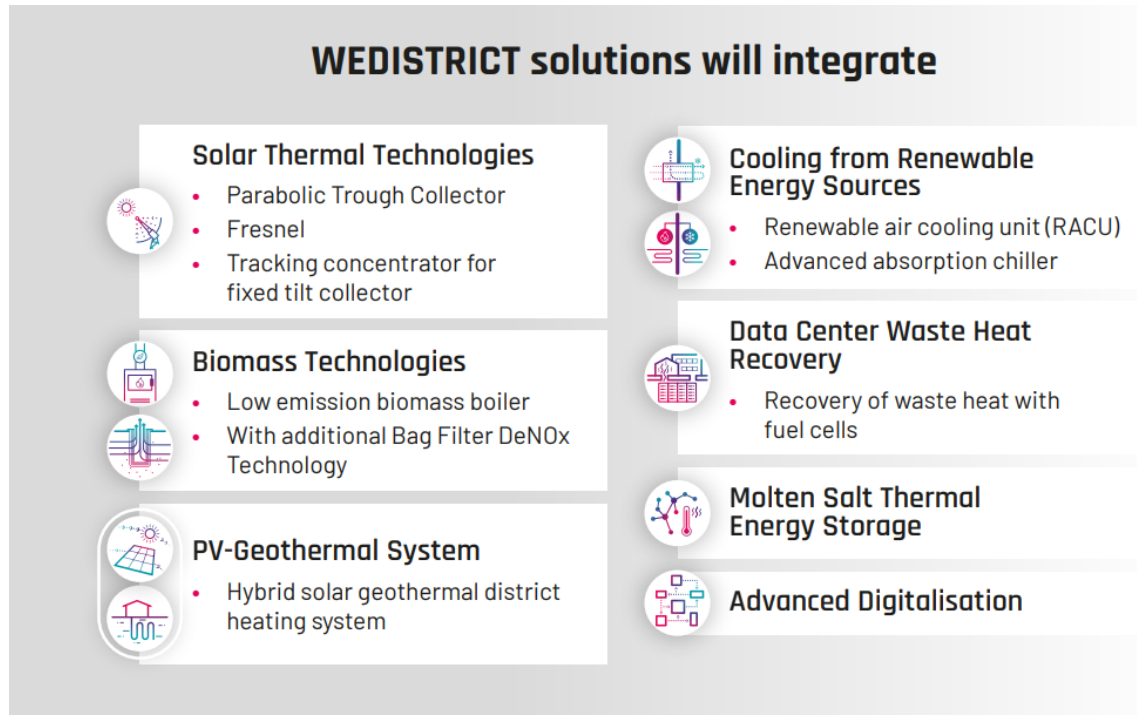 WEDISTRICT solutions will integrate
Solar Thermal Technologies
• Parabolic Trough Collector
• Fresnel
• Tracking concentrator for
fixed tilt collector
Biomass Technologies
• Low emission biomass boiler
• With additional Bag Filter DeNOx
Technology
PV-Geothermal System
• Hybrid solar geothermal district
heating system
Cooling from Renewable
Energy Sources
• Renewable air cooling unit (RACU)
• Advanced absorption chiller
Data Center Waste Heat
Recovery
• Recovery of waste heat with
fuel cells
Molten Salt Thermal
Energy Storage
Advanced Digitalisation